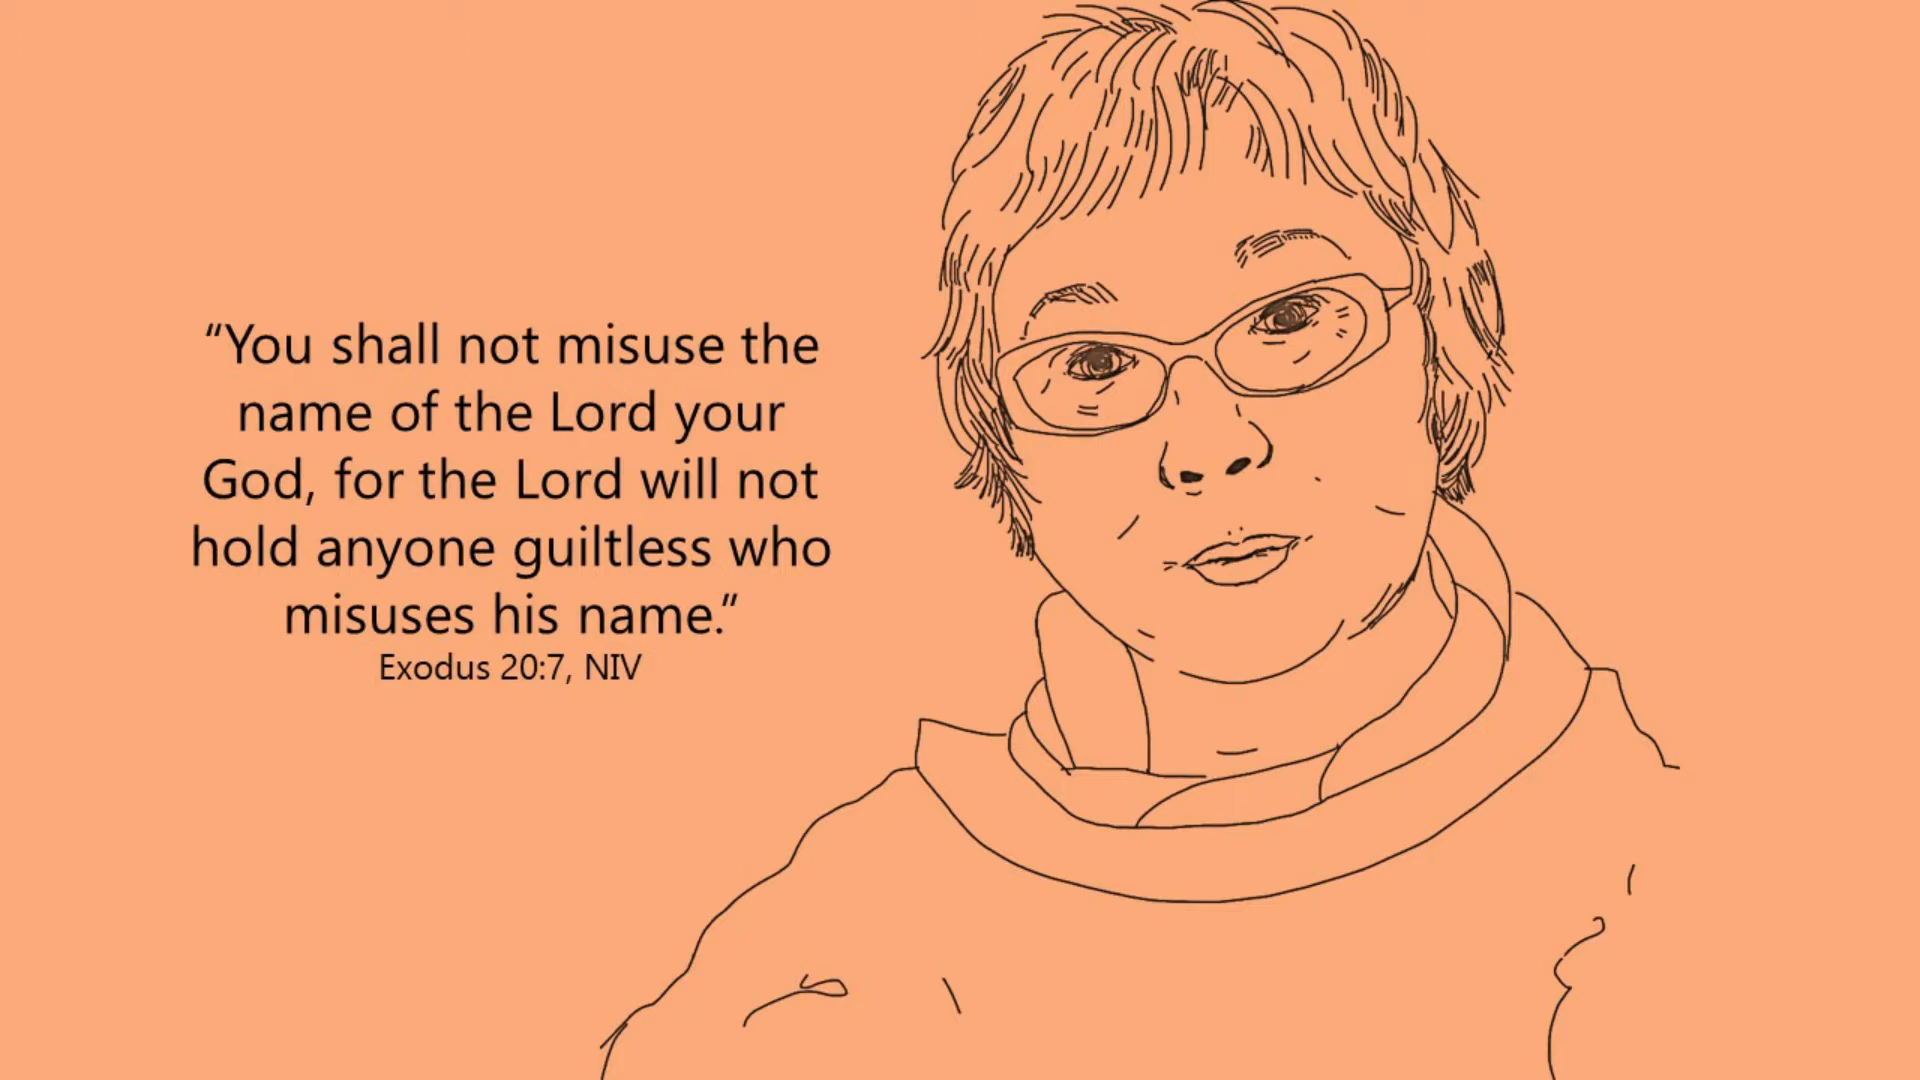 “You shall not misuse the
name of the Lord your
God, for the Lord will not
hold anyone guiltless who
misuses his name.”
Exodus 20:7, NIV